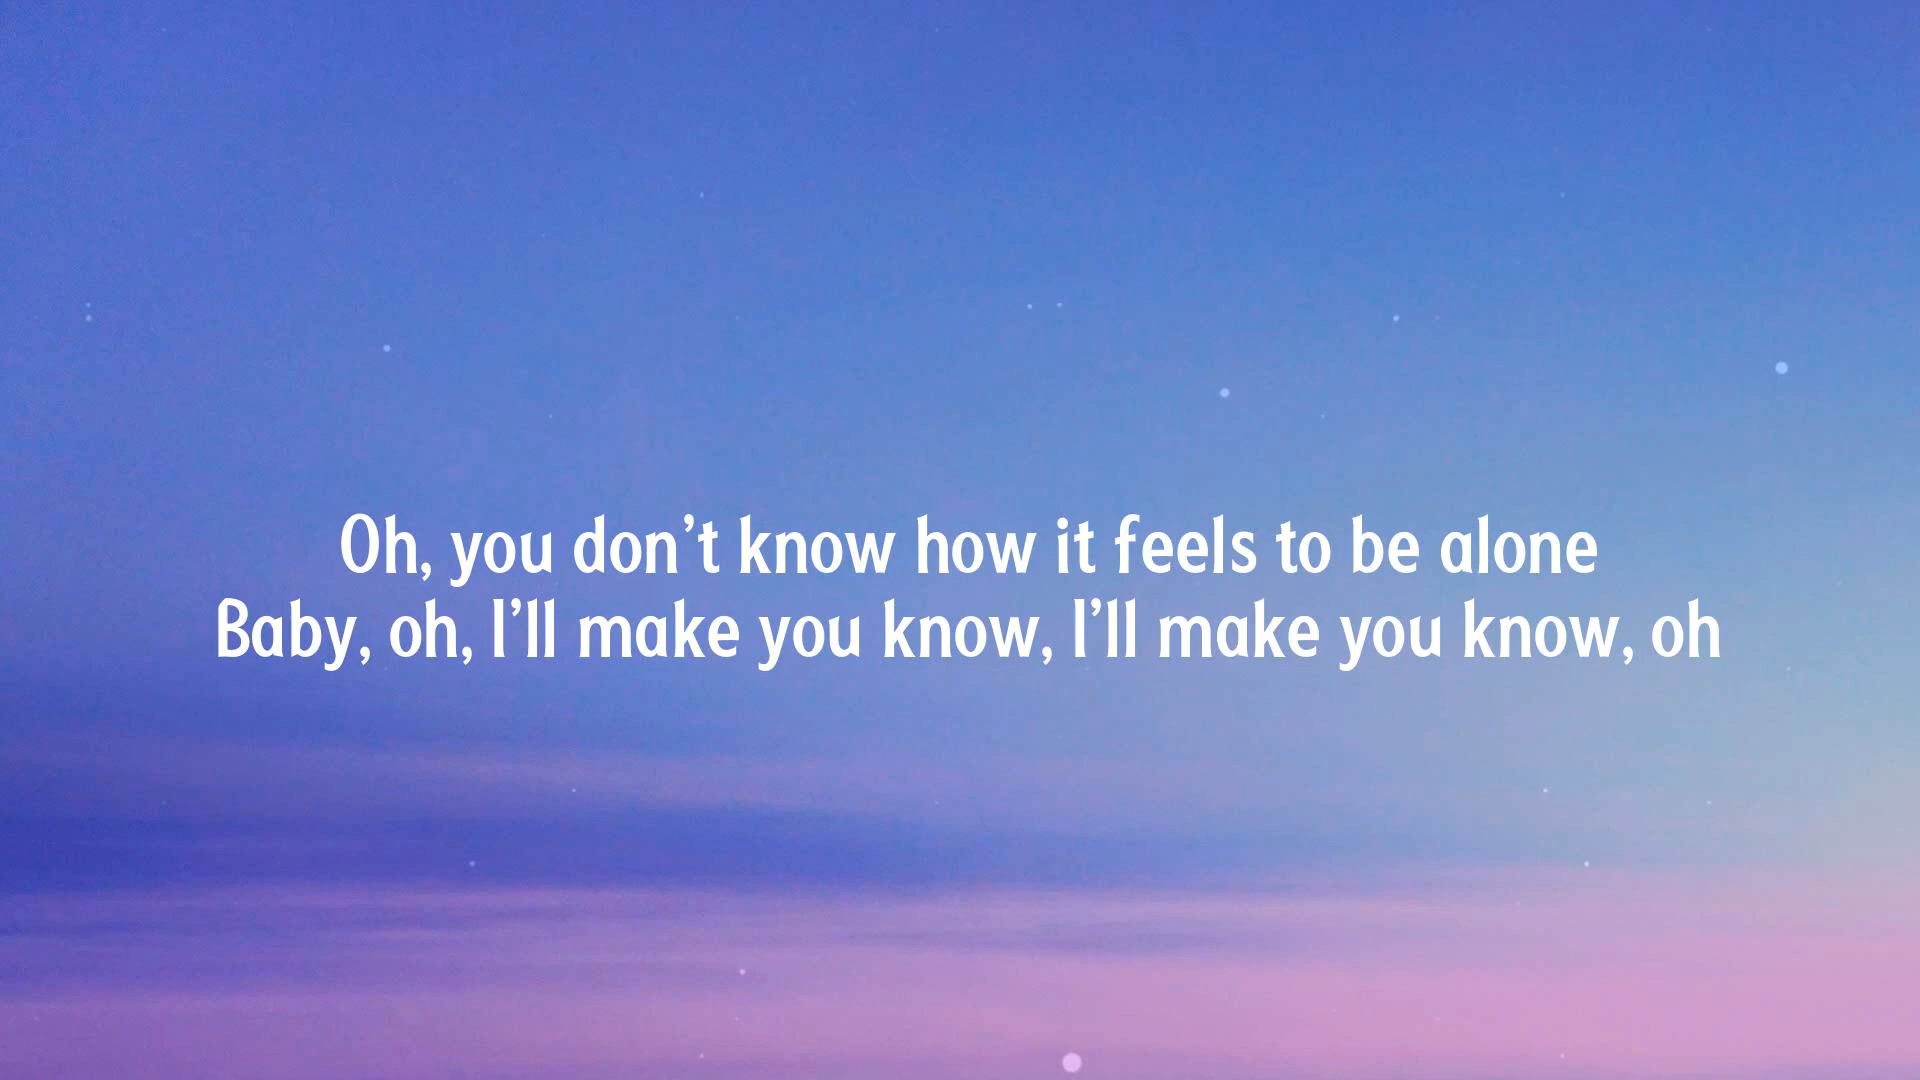 Oh, you don't know how it feels to be alone
Baby, oh, I'll make you know, I'll make you know, oh